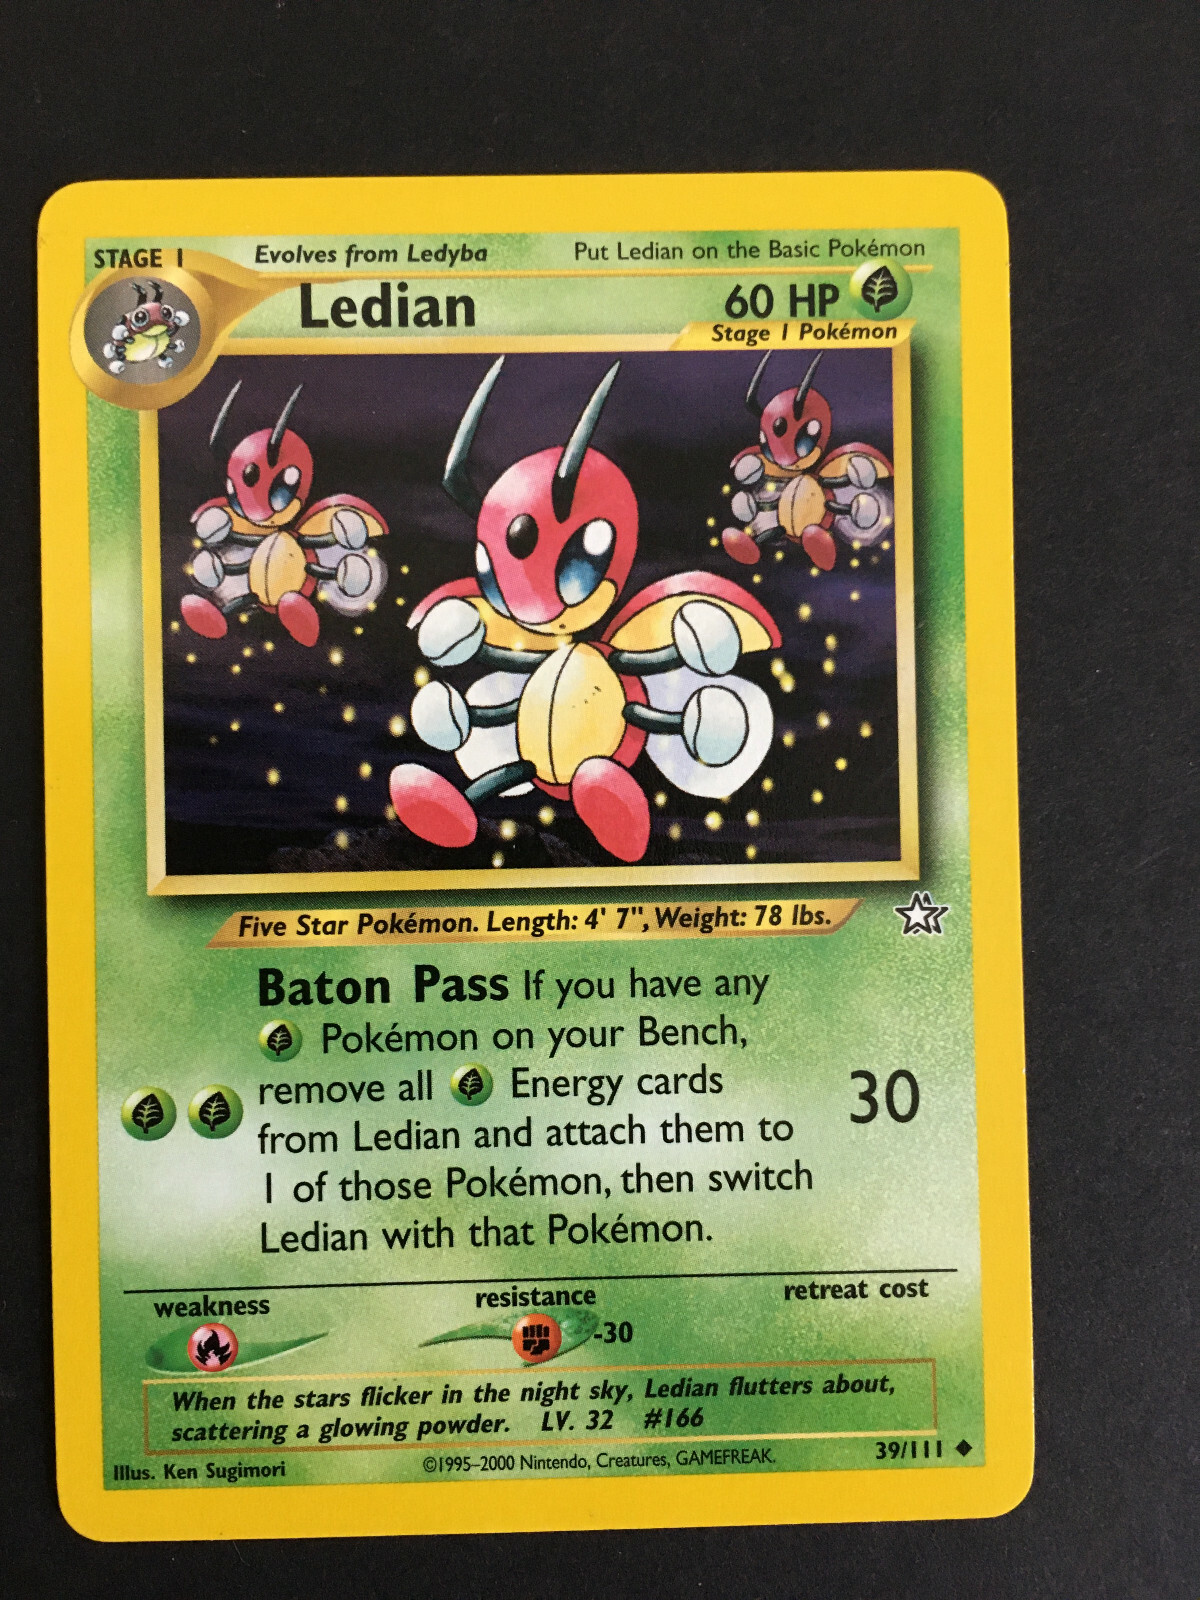 STAGE 1 Evolves from Ledyba Put Ledian on the Basic Pokémon
Ledian 60 HP
Stage 1 Pokémon
Five Star Pokémon. Length: 4' 7", Weight: 78 lbs.
Baton Pass If you have any
Pokémon on your Bench,
remove all Energy cards
from Ledian and attach them to
1 of those Pokémon, then switch
Ledian with that Pokémon.
30
weakness resistance retreat cost
-30
When the stars flicker in the night sky, Ledian flutters about,
scattering a glowing powder. LV. 32 #166
Illus. Ken Sugimori ©1995–2000 Nintendo, Creatures, GAMEFREAK. 39/111